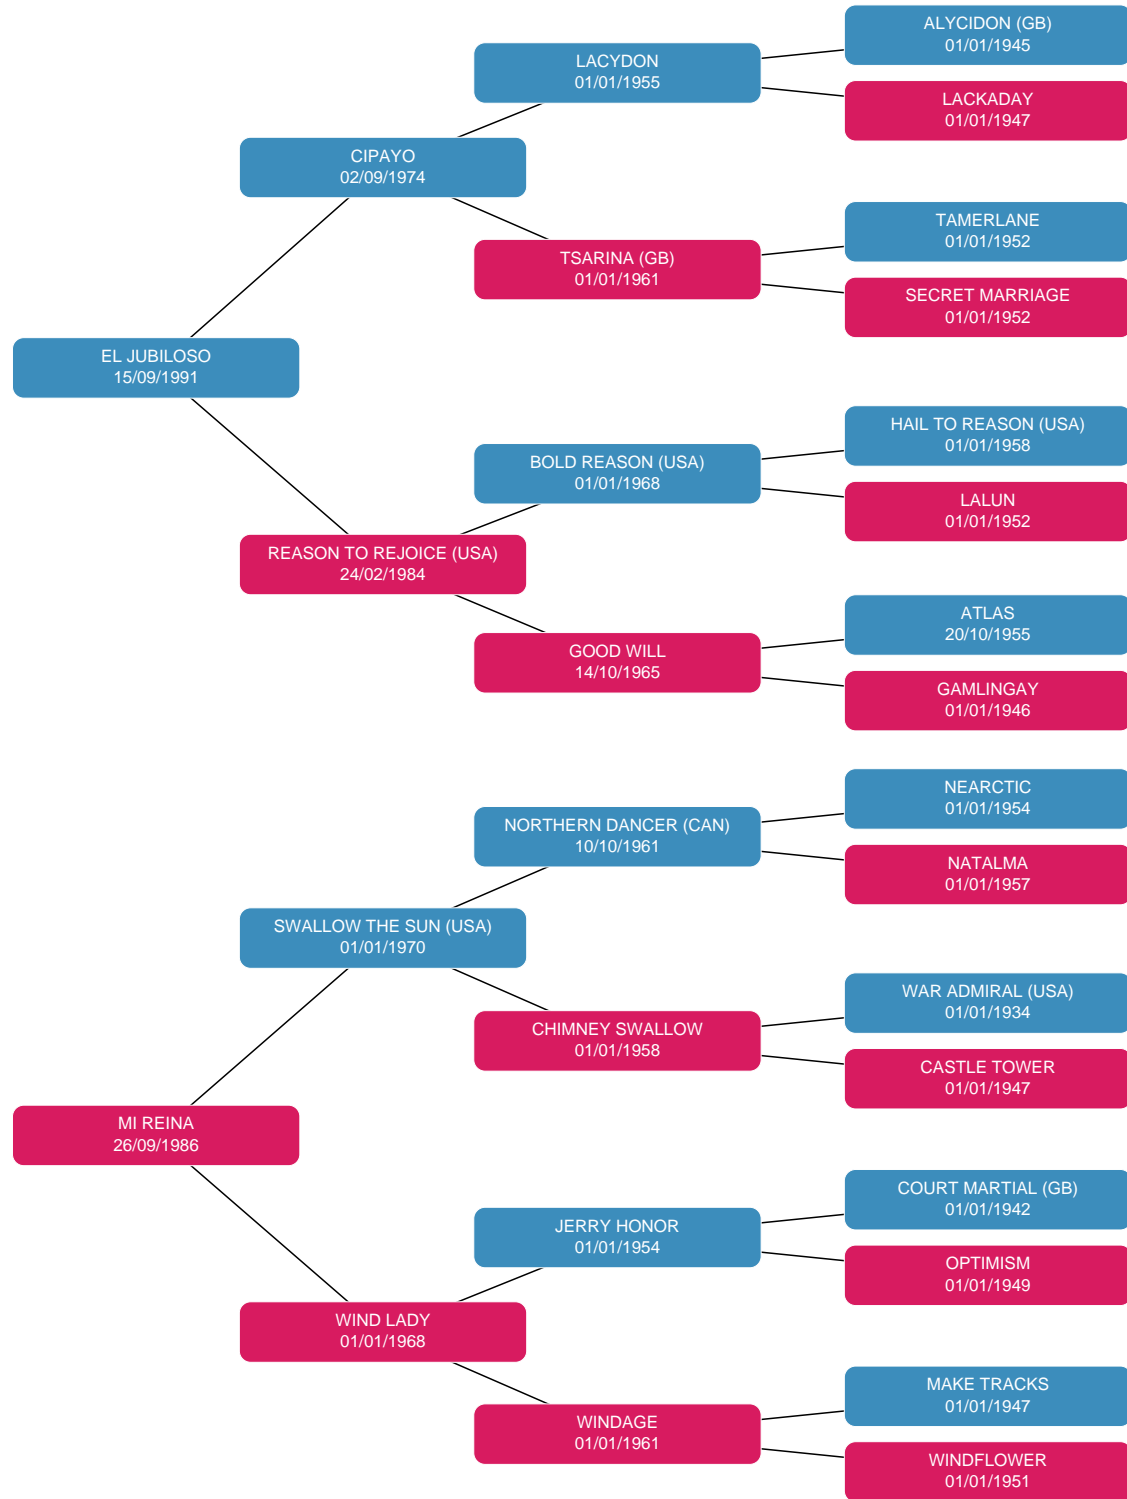 ALYCIDON (GB)
01/01/1945
LACYDON
01/01/1955
LACKADAY
01/01/1947
CIPAYO
02/09/1974
TAMERLANE
01/01/1952
TSARINA (GB)
01/01/1961
SECRET MARRIAGE
01/01/1952
EL JUBILOSO
15/09/1991
HAIL TO REASON (USA)
01/01/1958
BOLD REASON (USA)
01/01/1968
LALUN
01/01/1952
REASON TO REJOICE (USA)
24/02/1984
ATLAS
20/10/1955
GOOD WILL
14/10/1965
GAMLINGAY
01/01/1946
NEARCTIC
01/01/1954
NORTHERN DANCER (CAN)
10/10/1961
NATALMA
01/01/1957
SWALLOW THE SUN (USA)
01/01/1970
WAR ADMIRAL (USA)
01/01/1934
CHIMNEY SWALLOW
01/01/1958
CASTLE TOWER
01/01/1947
MI REINA
26/09/1986
COURT MARTIAL (GB)
01/01/1942
JERRY HONOR
01/01/1954
OPTIMISM
01/01/1949
WIND LADY
01/01/1968
MAKE TRACKS
01/01/1947
WINDAGE
01/01/1961
WINDFLOWER
01/01/1951